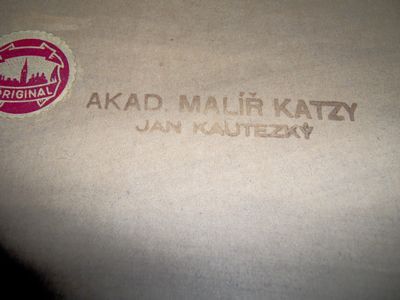 ORIGINAL
AKAD. MALÍŘ KATZY
JAN KAUTEZKÝ